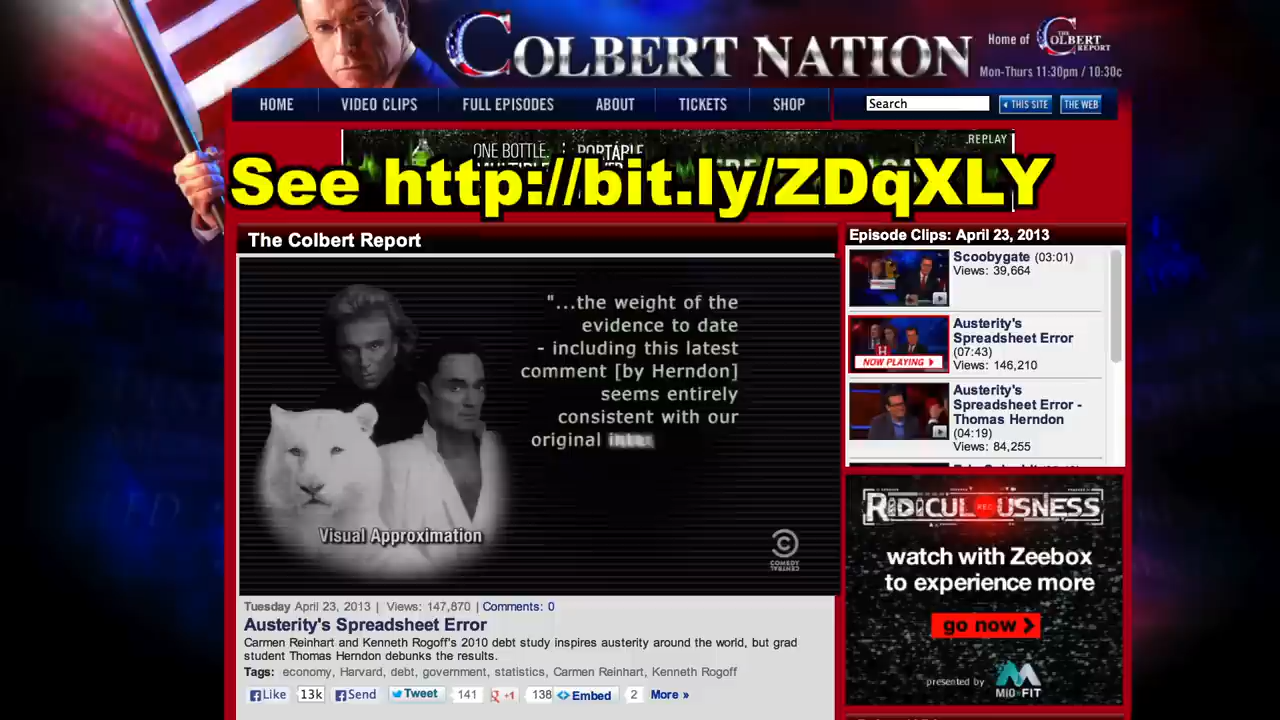 COLBERT NATION
Home of THE COLBERT REPORT
Mon-Thurs 11:30pm / 10:30c
HOME VIDEO CLIPS FULL EPISODES ABOUT TICKETS SHOP Search THIS SITE THE WEB
ONE BOTTLE. PORTABLE REPLAY
See http://bit.ly/ZDqXLY
The Colbert Report
"...the weight of the
evidence to date
- including this latest
comment [by Herndon]
seems entirely
consistent with our
original
Visual Approximation
COMEDY
CENTRAL
Tuesday April 23, 2013 | Views: 147,870 | Comments: 0
Austerity's Spreadsheet Error
Carmen Reinhart and Kenneth Rogoff's 2010 debt study inspires austerity around the world, but grad
student Thomas Herndon debunks the results.
Tags: economy, Harvard, debt, government, statistics, Carmen Reinhart, Kenneth Rogoff
Like 13k Send Tweet 141 +1 138 <> Embed 2 More »
Episode Clips: April 23, 2013
Scoobygate (03:01)
Views: 39,664
NOW PLAYING
Austerity's
Spreadsheet Error
(07:43)
Views: 146,210
Austerity's
Spreadsheet Error -
Thomas Herndon
(04:19)
Views: 84,255
RIDICULOUSNESS
REC
watch with Zeebox
to experience more
go now
presented by
MIO-FIT